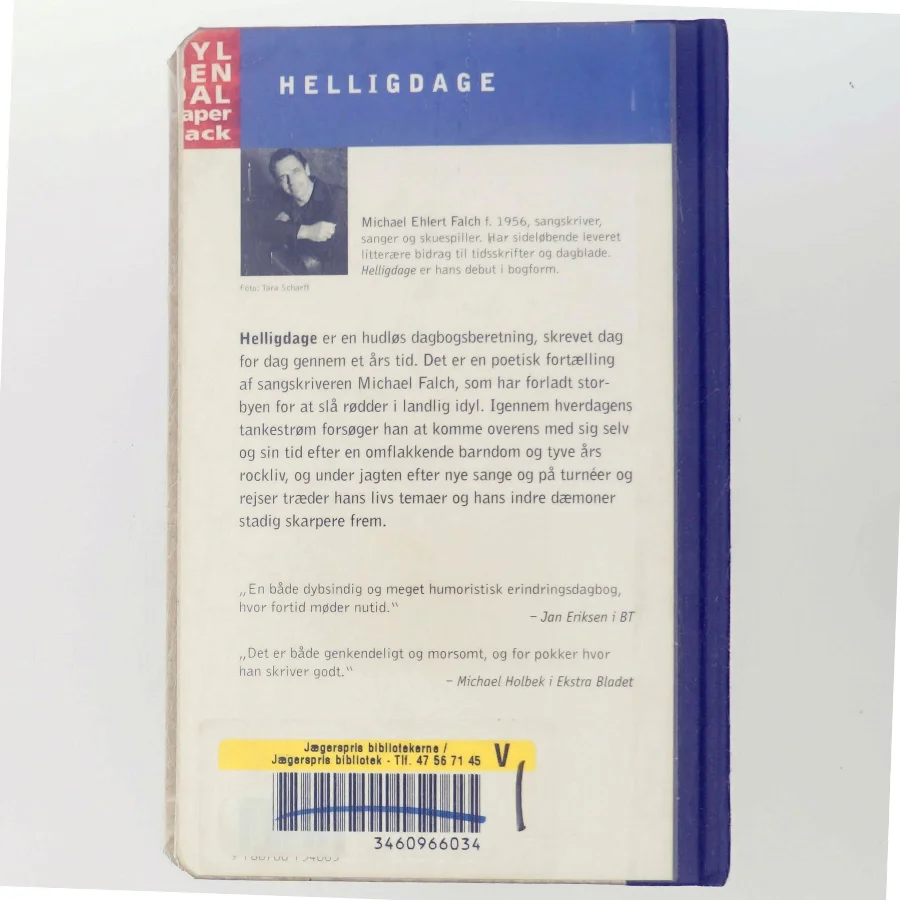 YL
EN
AL
aper
ack
HELLIGDAGE
Michael Ehlert Falch f. 1956, sangskriver,
sanger og skuespiller. Har sideløbende leveret
litterære bidrag til tidsskrifter og dagblade.
Helligdage er hans debut i bogform.
Foto: Tara Schaeff
Helligdage er en hudløs dagbogsberetning, skrevet dag
for dag gennem et års tid. Det er en poetisk fortælling
af sangskriveren Michael Falch, som har forladt stor-
byen for at slå rødder i landlig idyl. Igennem hverdagens
tankestrøm forsøger han at komme overens med sig selv
og sin tid efter en omflakkende barndom og tyve års
rockliv, og under jagten efter nye sange og på turnéer og
rejser træder hans livs temaer og hans indre dæmoner
stadig skarpere frem.
„En både dybsindig og meget humoristisk erindringsdagbog,
hvor fortid møder nutid.“
– Jan Eriksen i BT
„Det er både genkendeligt og morsomt, og for pokker hvor
han skriver godt.“
– Michael Holbek i Ekstra Bladet
Jægerspris bibliotekerne /
Jægerspris bibliotek - Tlf. 47 56 71 45
V
3460966034